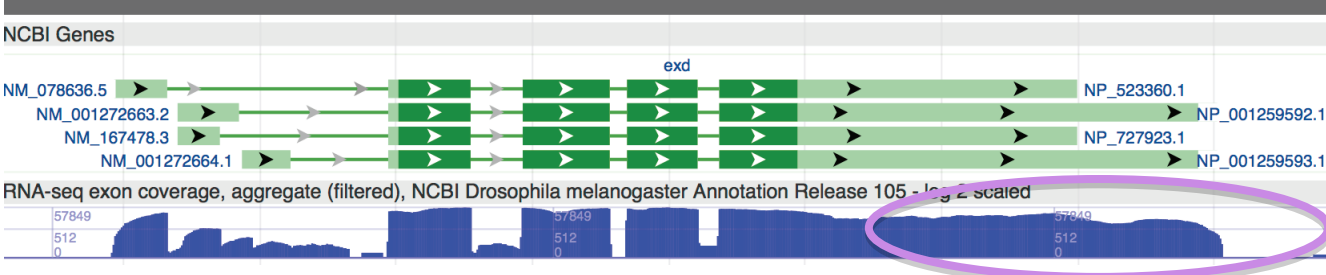 NCBI Genes
exd
NM_078636.5 NP_523360.1
NM_001272663.2 NP_001259592.1
NM_167478.3 NP_727923.1
NM_001272664.1 NP_001259593.1
RNA-seq exon coverage, aggregate (filtered), NCBI Drosophila melanogaster Annotation Release 105 - log 2 scaled
57849 57849 57849
512 512 512
0 0 0